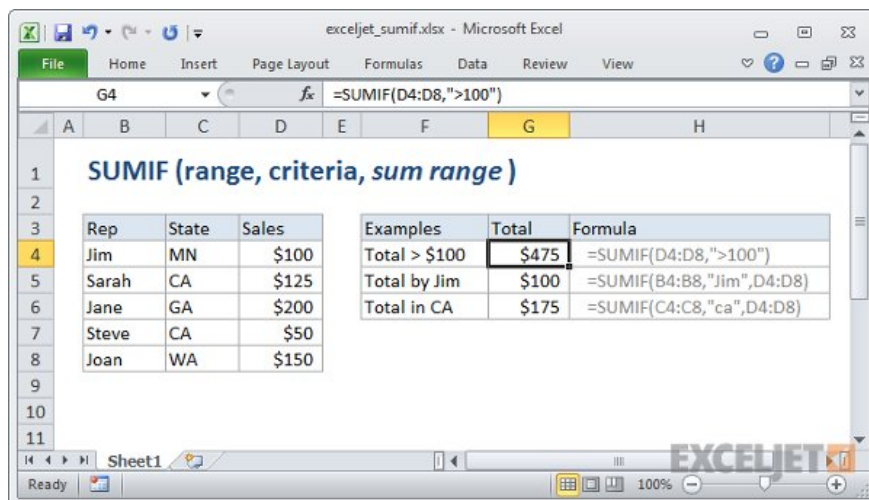 exceljet_sumif.xlsx - Microsoft Excel
File Home Insert Page Layout Formulas Data Review View
G4 fx =SUMIF(D4:D8,">100")
A B C D E F G H
1 SUMIF (range, criteria, sum range )
2
3 Rep State Sales Examples Total Formula
4 Jim MN $100 Total > $100 $475 =SUMIF(D4:D8,">100")
5 Sarah CA $125 Total by Jim $100 =SUMIF(B4:B8,"Jim",D4:D8)
6 Jane GA $200 Total in CA $175 =SUMIF(C4:C8,"ca",D4:D8)
7 Steve CA $50
8 Joan WA $150
9
10
11
Sheet1
EXCELJET
Ready 100%